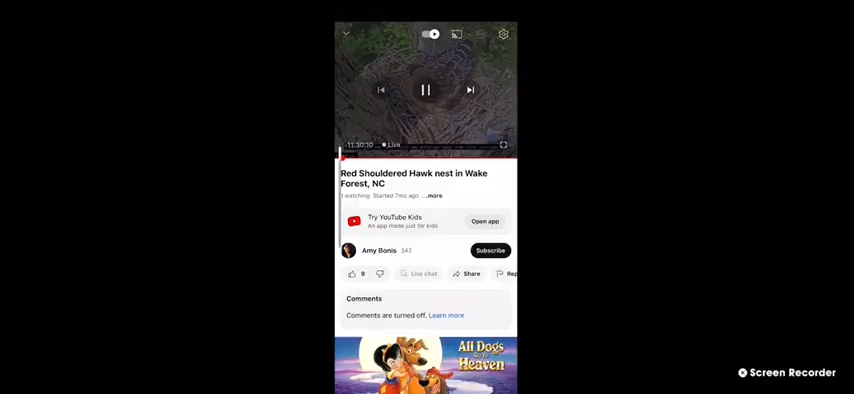 -11:30:10 Live
Red Shouldered Hawk nest in Wake
Forest, NC
1 watching Started 7mo ago ...more
Try YouTube Kids
An app made just for kids
Open app
Amy Bonis 342
Subscribe
9
Live chat
Share
Rep
Comments
Comments are turned off. Learn more
All Dogs
Go to
Heaven
Screen Recorder